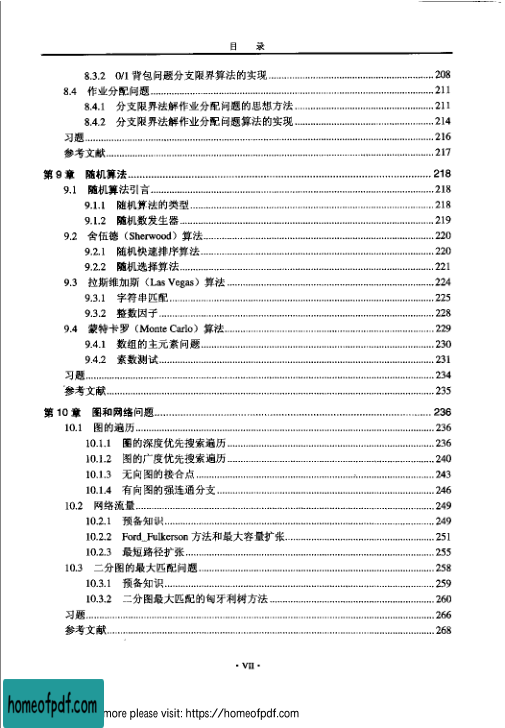 目 录
8.3.2 0/1 背包问题分支限界算法的实现 208
8.4 作业分配问题 211
8.4.1 分支限界法解作业分配问题的思想方法 211
8.4.2 分支限界法解作业分配问题算法的实现 214
习题 216
参考文献 217
第 9 章 随机算法 218
9.1 随机算法引言 218
9.1.1 随机算法的类型 218
9.1.2 随机数发生器 219
9.2 舍伍德（Sherwood）算法 220
9.2.1 随机快速排序算法 220
9.2.2 随机选择算法 221
9.3 拉斯维加斯（Las Vegas）算法 224
9.3.1 字符串匹配 225
9.3.2 整数因子 228
9.4 蒙特卡罗（Monte Carlo）算法 229
9.4.1 数组的主元素问题 230
9.4.2 素数测试 231
习题 234
参考文献 235
第 10 章 图和网络问题 236
10.1 图的遍历 236
10.1.1 图的深度优先搜索遍历 236
10.1.2 图的广度优先搜索遍历 240
10.1.3 无向图的接合点 243
10.1.4 有向图的强连通分支 246
10.2 网络流量 249
10.2.1 预备知识 249
10.2.2 Ford_Fulkerson 方法和最大容量扩张 251
10.2.3 最短路径扩张 255
10.3 二分图的最大匹配问题 258
10.3.1 预备知识 259
10.3.2 二分图最大匹配的匈牙利树方法 260
习题 266
参考文献 268
· VII ·
homeofpdf.com
more please visit: https://homeofpdf.com